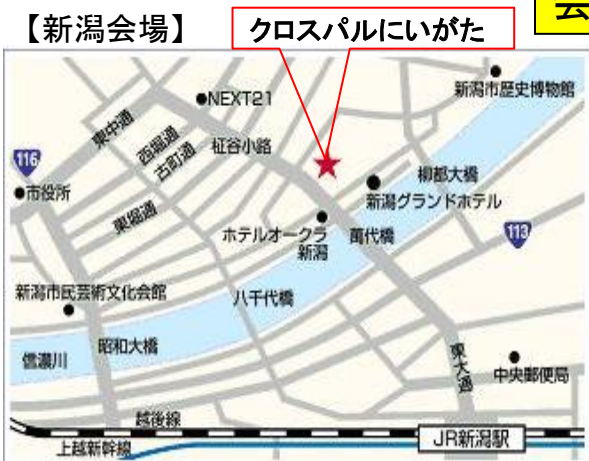 【新潟会場】
クロスパルにいがた
NEXT21
新潟市歴史博物館
東中通
西堀通
古町通
柾谷小路
116
市役所
東堀通
柳都大橋
新潟グランドホテル
ホテルオークラ
新潟
萬代橋
113
新潟市民芸術文化会館
八千代橋
昭和大橋
信濃川
東大通
中央郵便局
越後線
上越新幹線
JR新潟駅